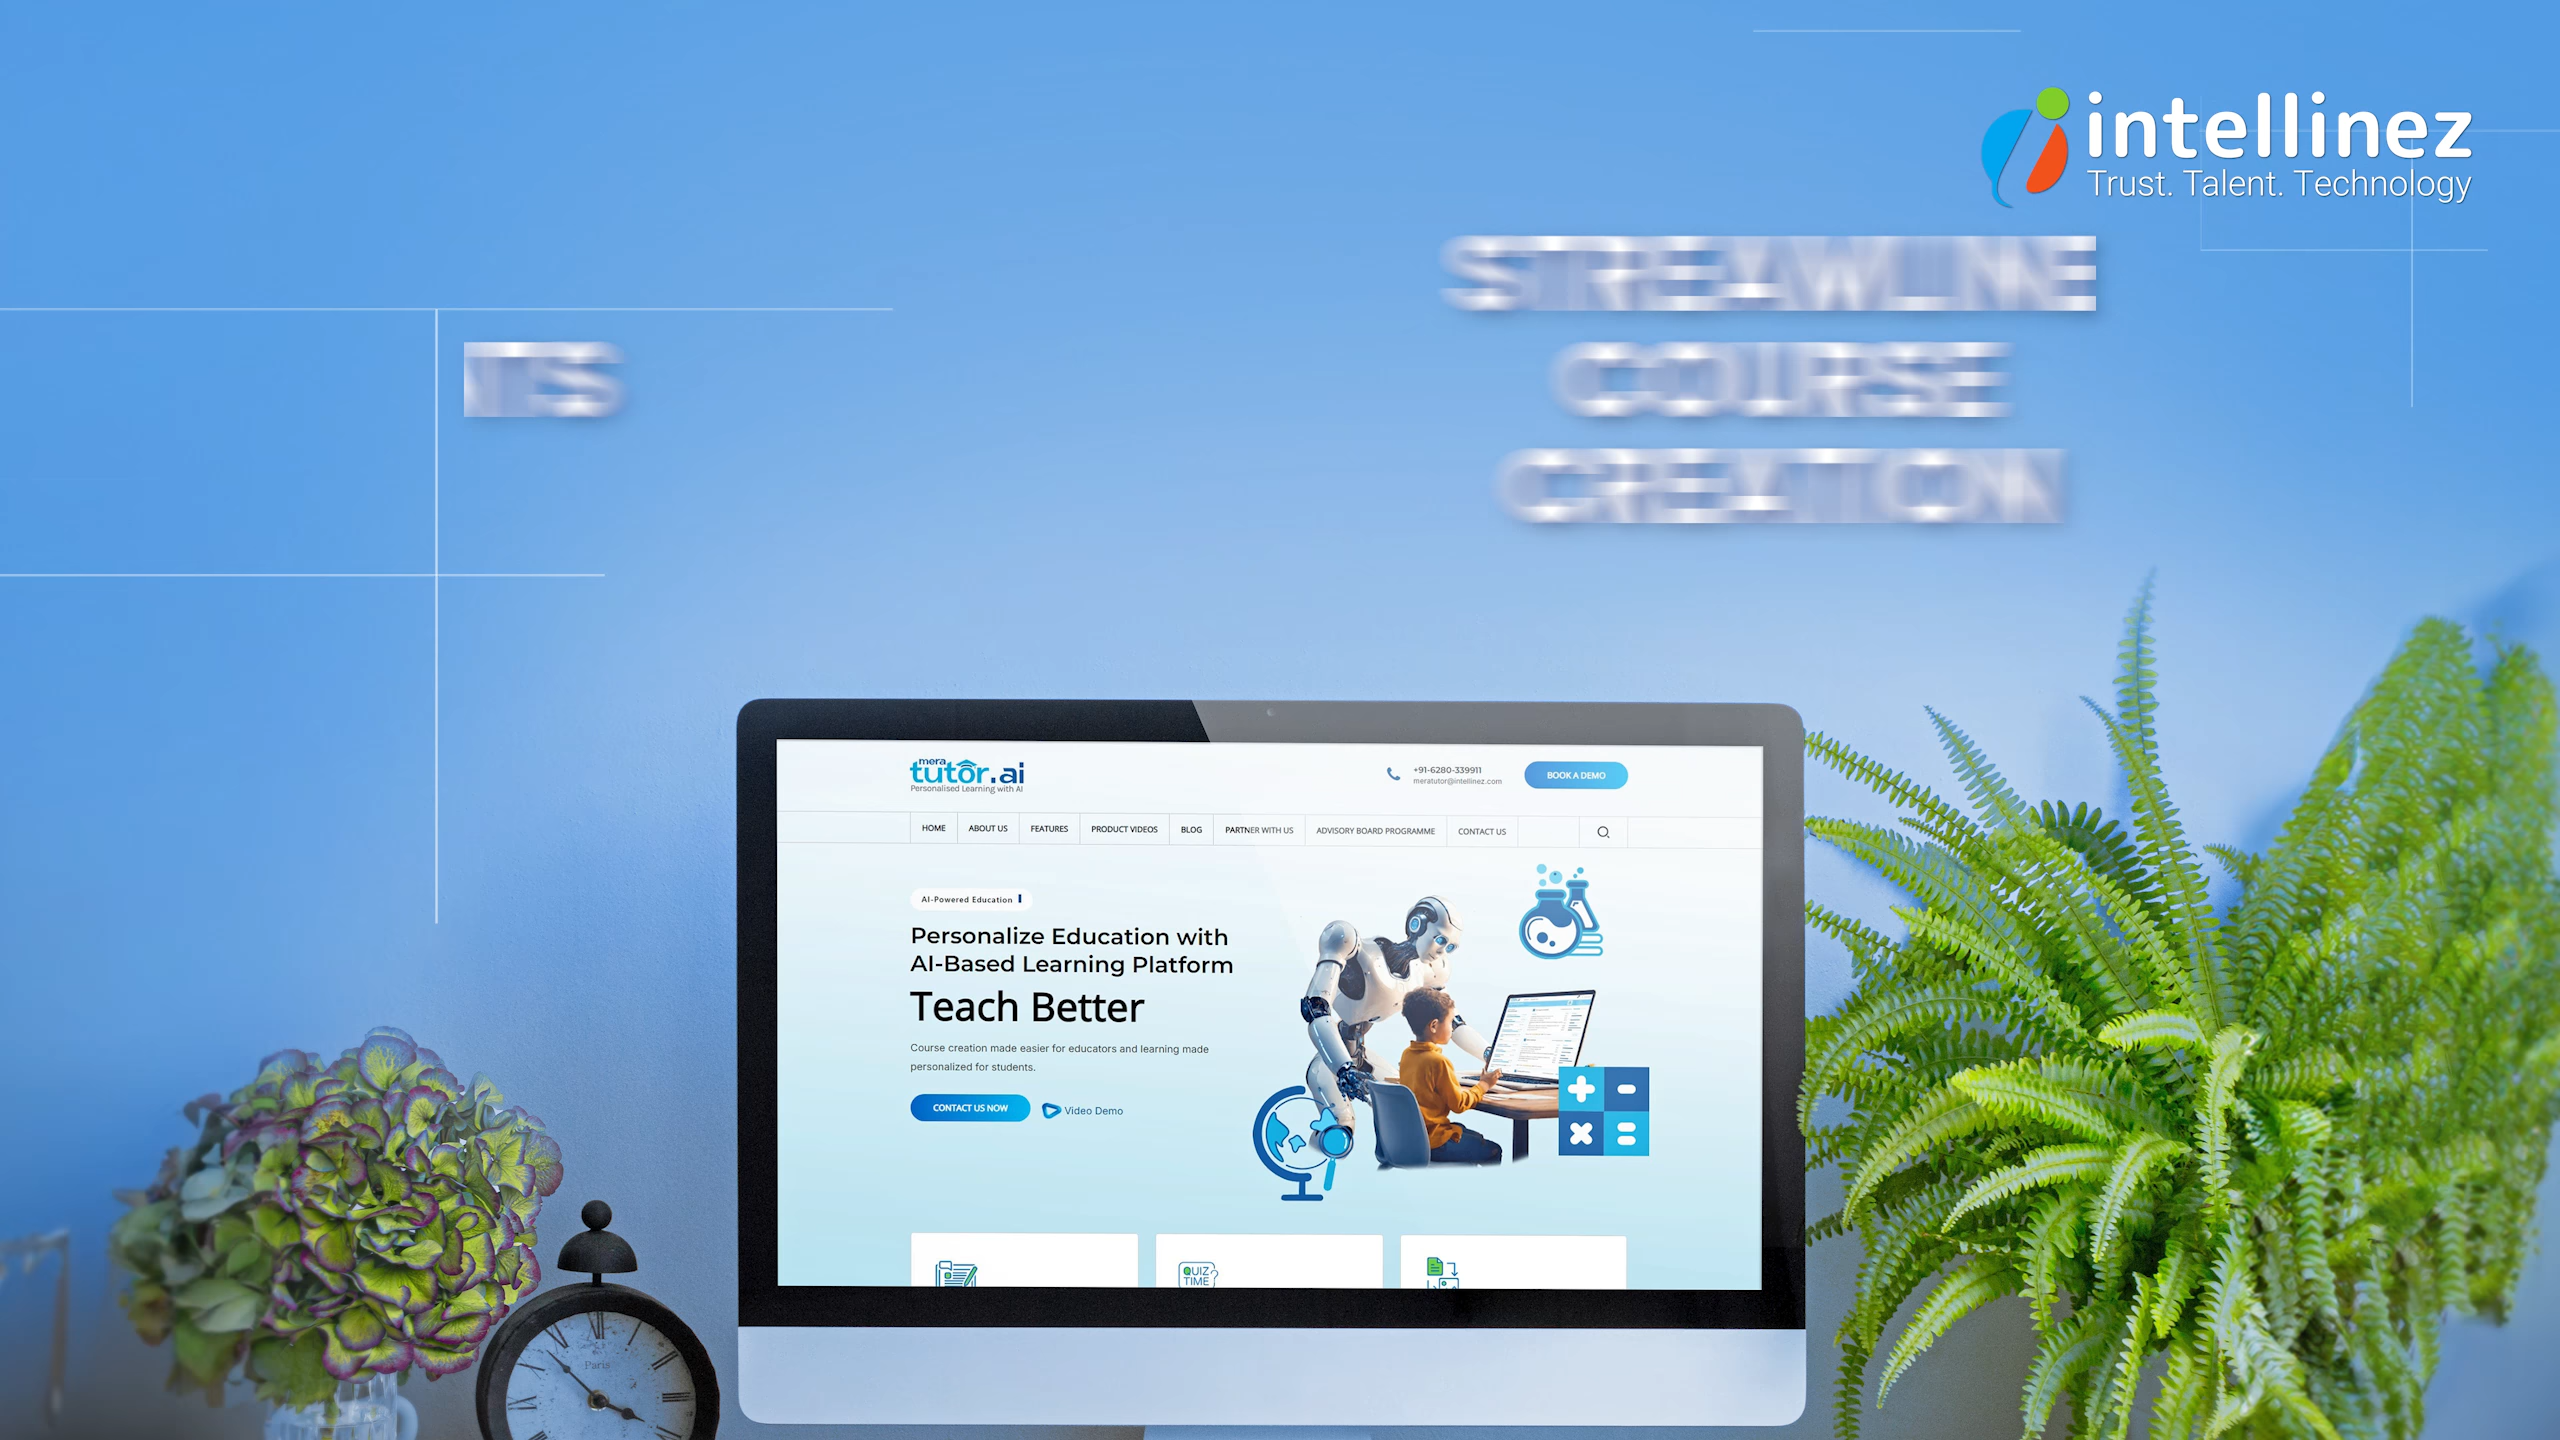 intellinez
Trust. Talent. Technology
STREAMLINE
COURSE
CREATION
TS
mera
tutor.ai
Personalised Learning with AI
+91-6280-339911
meratutor@intellinez.com
BOOK A DEMO
HOME
ABOUT US
FEATURES
PRODUCT VIDEOS
BLOG
PARTNER WITH US
ADVISORY BOARD PROGRAMME
CONTACT US
AI-Powered Education
Personalize Education with
AI-Based Learning Platform
Teach Better
Course creation made easier for educators and learning made
personalized for students.
CONTACT US NOW
Video Demo
QUIZ
TIME
Paris